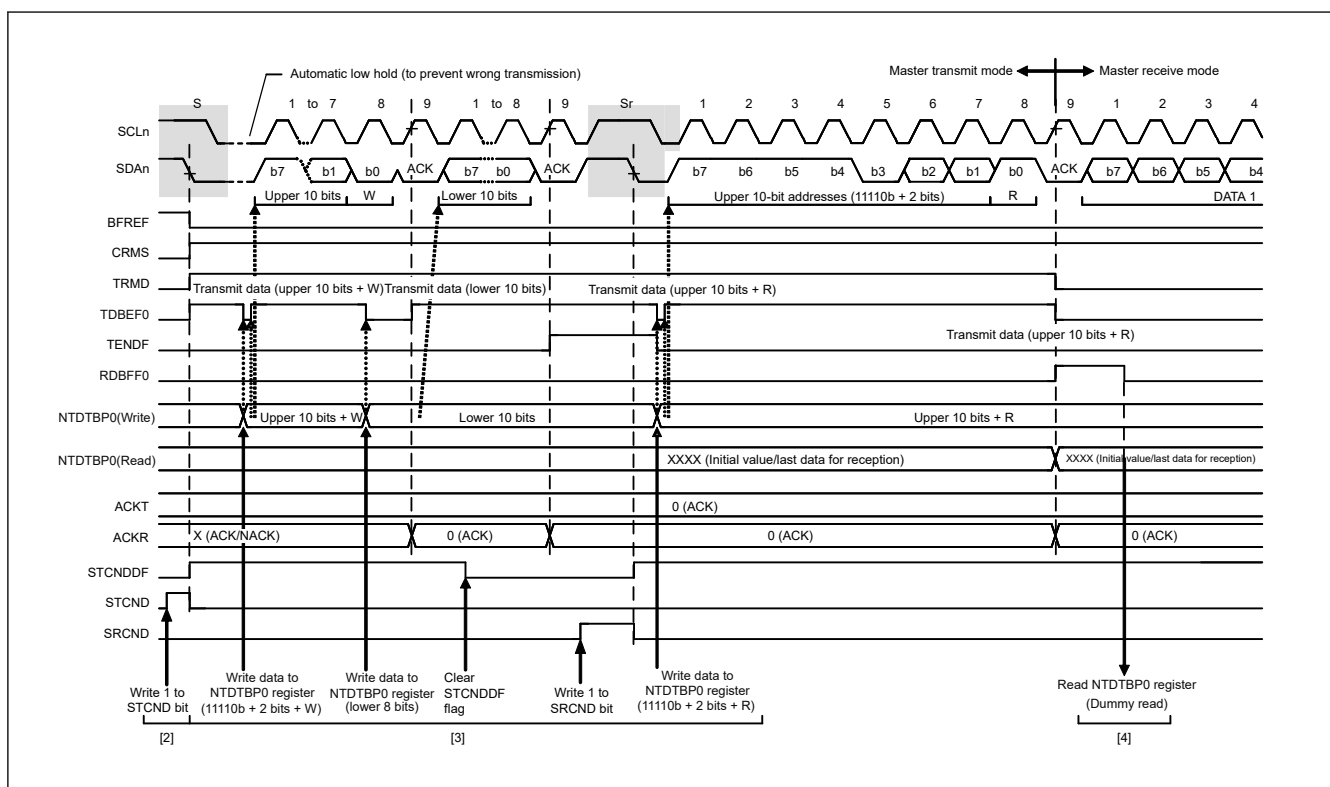 Automatic low hold (to prevent wrong transmission)
Master transmit mode
Master receive mode
S 1 to 7 8 9 1 to 8 9 Sr 1 2 3 4 5 6 7 8 9 1 2 3 4
SCLn
SDAn b7 b1 b0 ACK b7 b0 ACK b7 b6 b5 b4 b3 b2 b1 b0 ACK b7 b6 b5 b4
Upper 10 bits W Lower 10 bits Upper 10-bit addresses (11110b + 2 bits) R DATA 1
BFREF
CRMS
TRMD
Transmit data (upper 10 bits + W) Transmit data (lower 10 bits) Transmit data (upper 10 bits + R)
TDBEF0
TENDF Transmit data (upper 10 bits + R)
RDBFF0
NTDTBP0(Write) Upper 10 bits + W Lower 10 bits Upper 10 bits + R
NTDTBP0(Read) XXXX (Initial value/last data for reception) XXXX (Initial value/last data for reception)
ACKT 0 (ACK)
ACKR X (ACK/NACK) 0 (ACK) 0 (ACK) 0 (ACK)
STCNDDF
STCND
SRCND
Write 1 to
STCND bit
Write data to
NTDTBP0 register
(11110b + 2 bits + W)
Write data to
NTDTBP0 register
(lower 8 bits)
Clear
STCNDDF
flag
Write 1 to
SRCND bit
Write data to
NTDTBP0 register
(11110b + 2 bits + R)
Read NTDTBP0 register
(Dummy read)
[2] [3] [4]